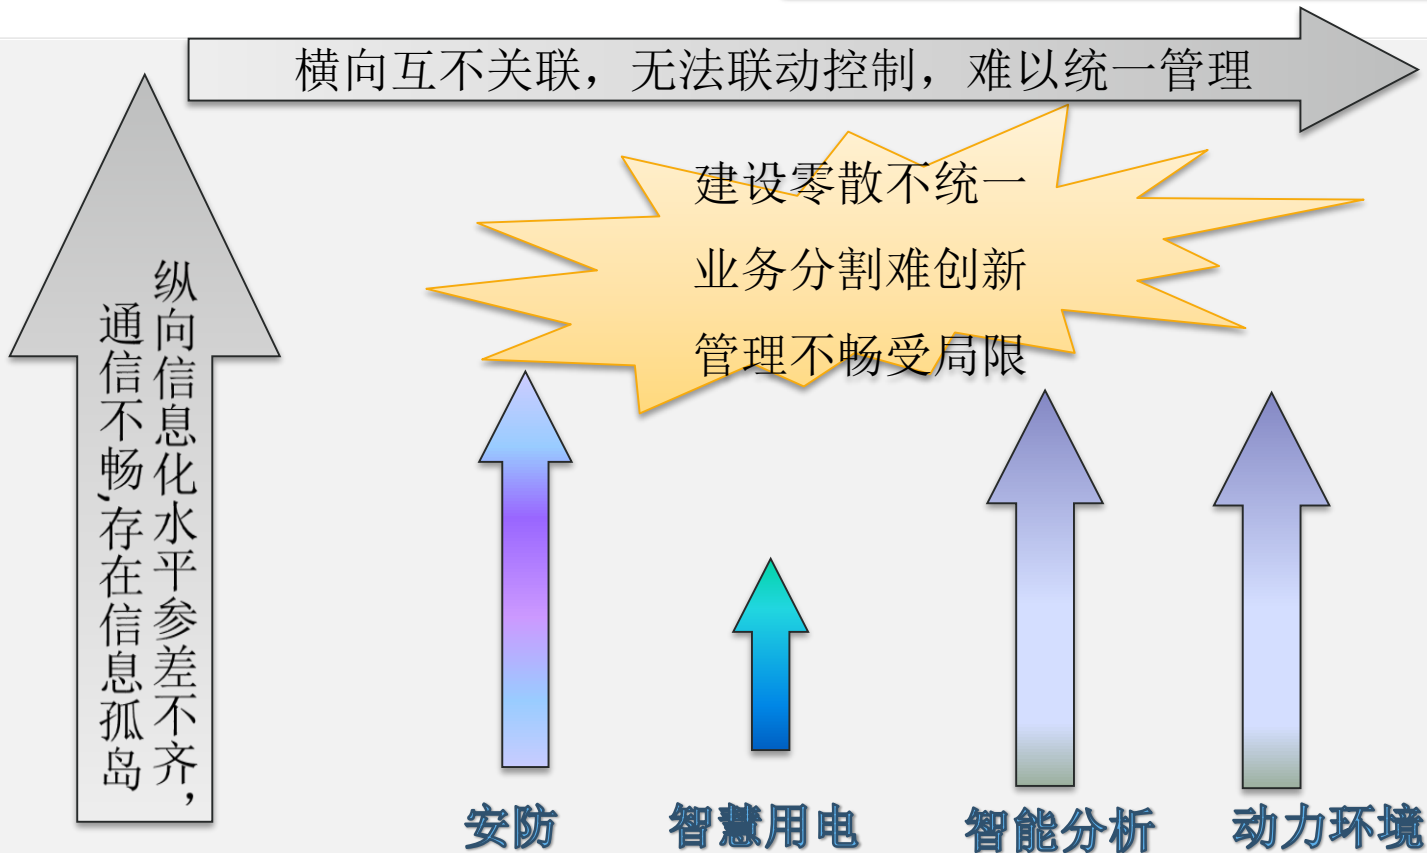 横向互不关联，无法联动控制，难以统一管理
建设零散不统一
业务分割难创新
管理不畅受局限
纵向信息化水平参差不齐，
通信不畅,存在信息孤岛
安防
智慧用电
智能分析
动力环境